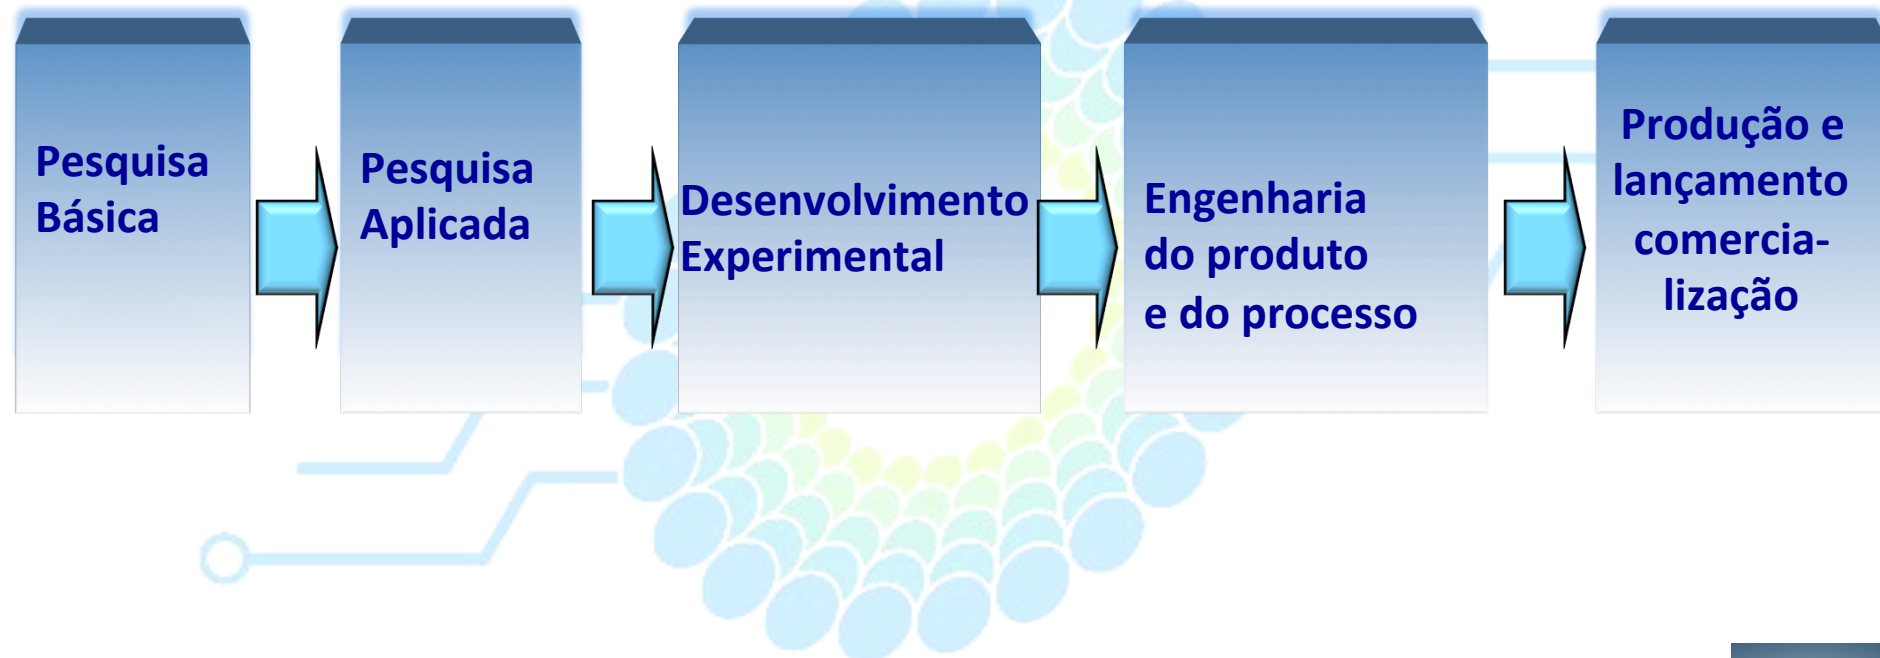 Pesquisa
Básica
Pesquisa
Aplicada
Desenvolvimento
Experimental
Engenharia
do produto
e do processo
Produção e
lançamento
comercia-
lização